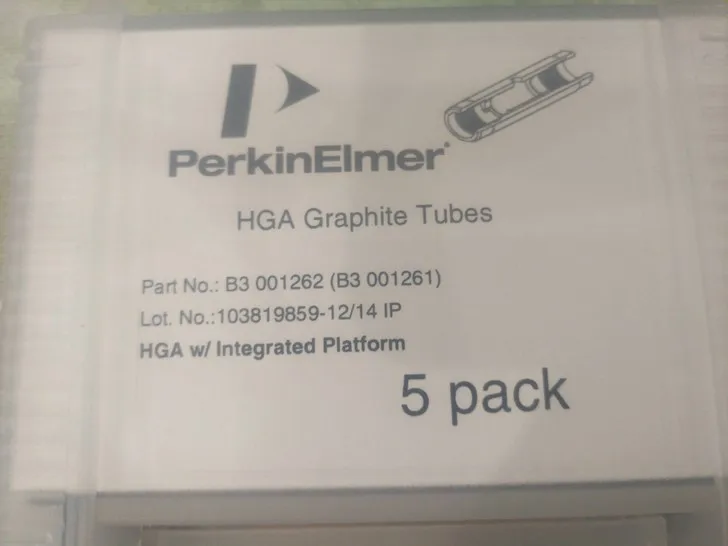 PerkinElmer
HGA Graphite Tubes
Part No.: B3 001262 (B3 001261)
Lot. No.:103819859-12/14 IP
HGA w/ Integrated Platform
5 pack